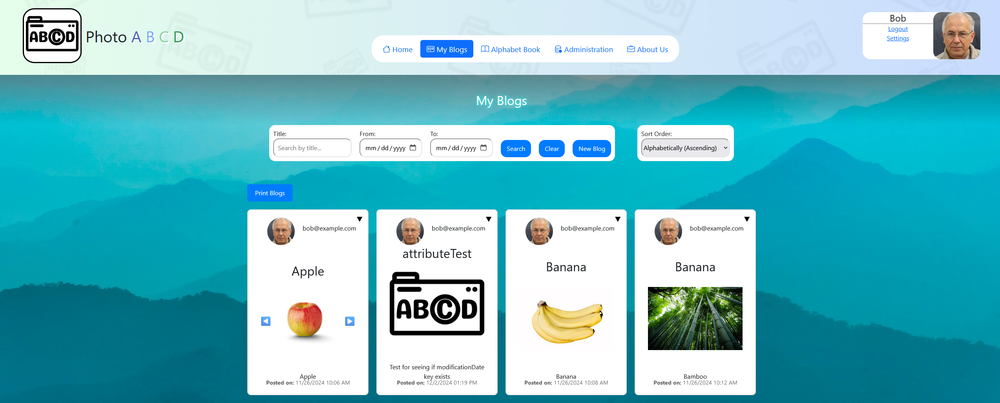 ABCD
Photo A B C D
Home
My Blogs
Alphabet Book
Administration
About Us
Bob
Logout
Settings
My Blogs
Title:
From:
To:
Search by title...
mm/dd/yyyy
mm/dd/yyyy
Search
Clear
New Blog
Sort Order:
Alphabetically (Ascending)
Print Blogs
bob@example.com
Apple
Apple
Posted on: 11/26/2024 10:06 AM
bob@example.com
attributeTest
ABCD
Test for seeing if modificationDate
key exists
Posted on: 12/2/2024 01:19 PM
bob@example.com
Banana
Banana
Posted on: 11/26/2024 10:08 AM
bob@example.com
Banana
Bamboo
Posted on: 11/26/2024 10:12 AM